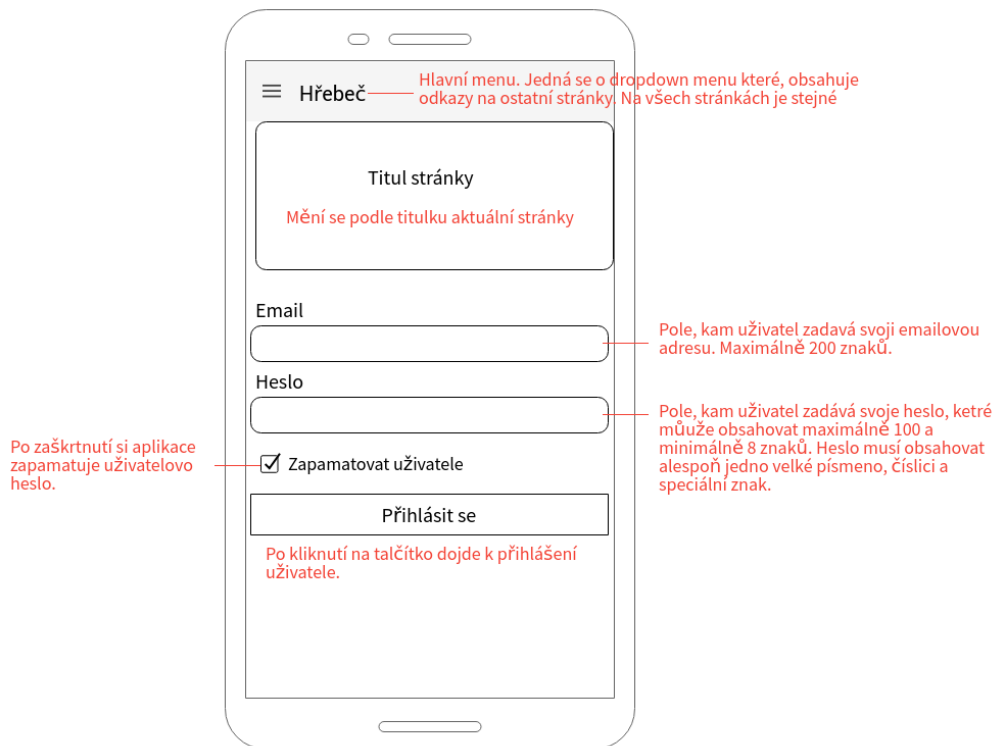 Hřebeč
Hlavní menu. Jedná se o dropdown menu které, obsahuje
odkazy na ostatní stránky. Na všech stránkách je stejné
Titul stránky
Mění se podle titulku aktuální stránky
Email
Pole, kam uživatel zadavá svoji emailovou
adresu. Maximálně 200 znaků.
Heslo
Pole, kam uživatel zadává svoje heslo, ketré
můuže obsahovat maximálně 100 a
minimálně 8 znaků. Heslo musí obsahovat
alespoň jedno velké písmeno, číslici a
speciální znak.
Po zaškrtnutí si aplikace
zapamatuje uživatelovo
heslo.
Zapamatovat uživatele
Přihlásit se
Po kliknutí na talčítko dojde k přihlášení
uživatele.